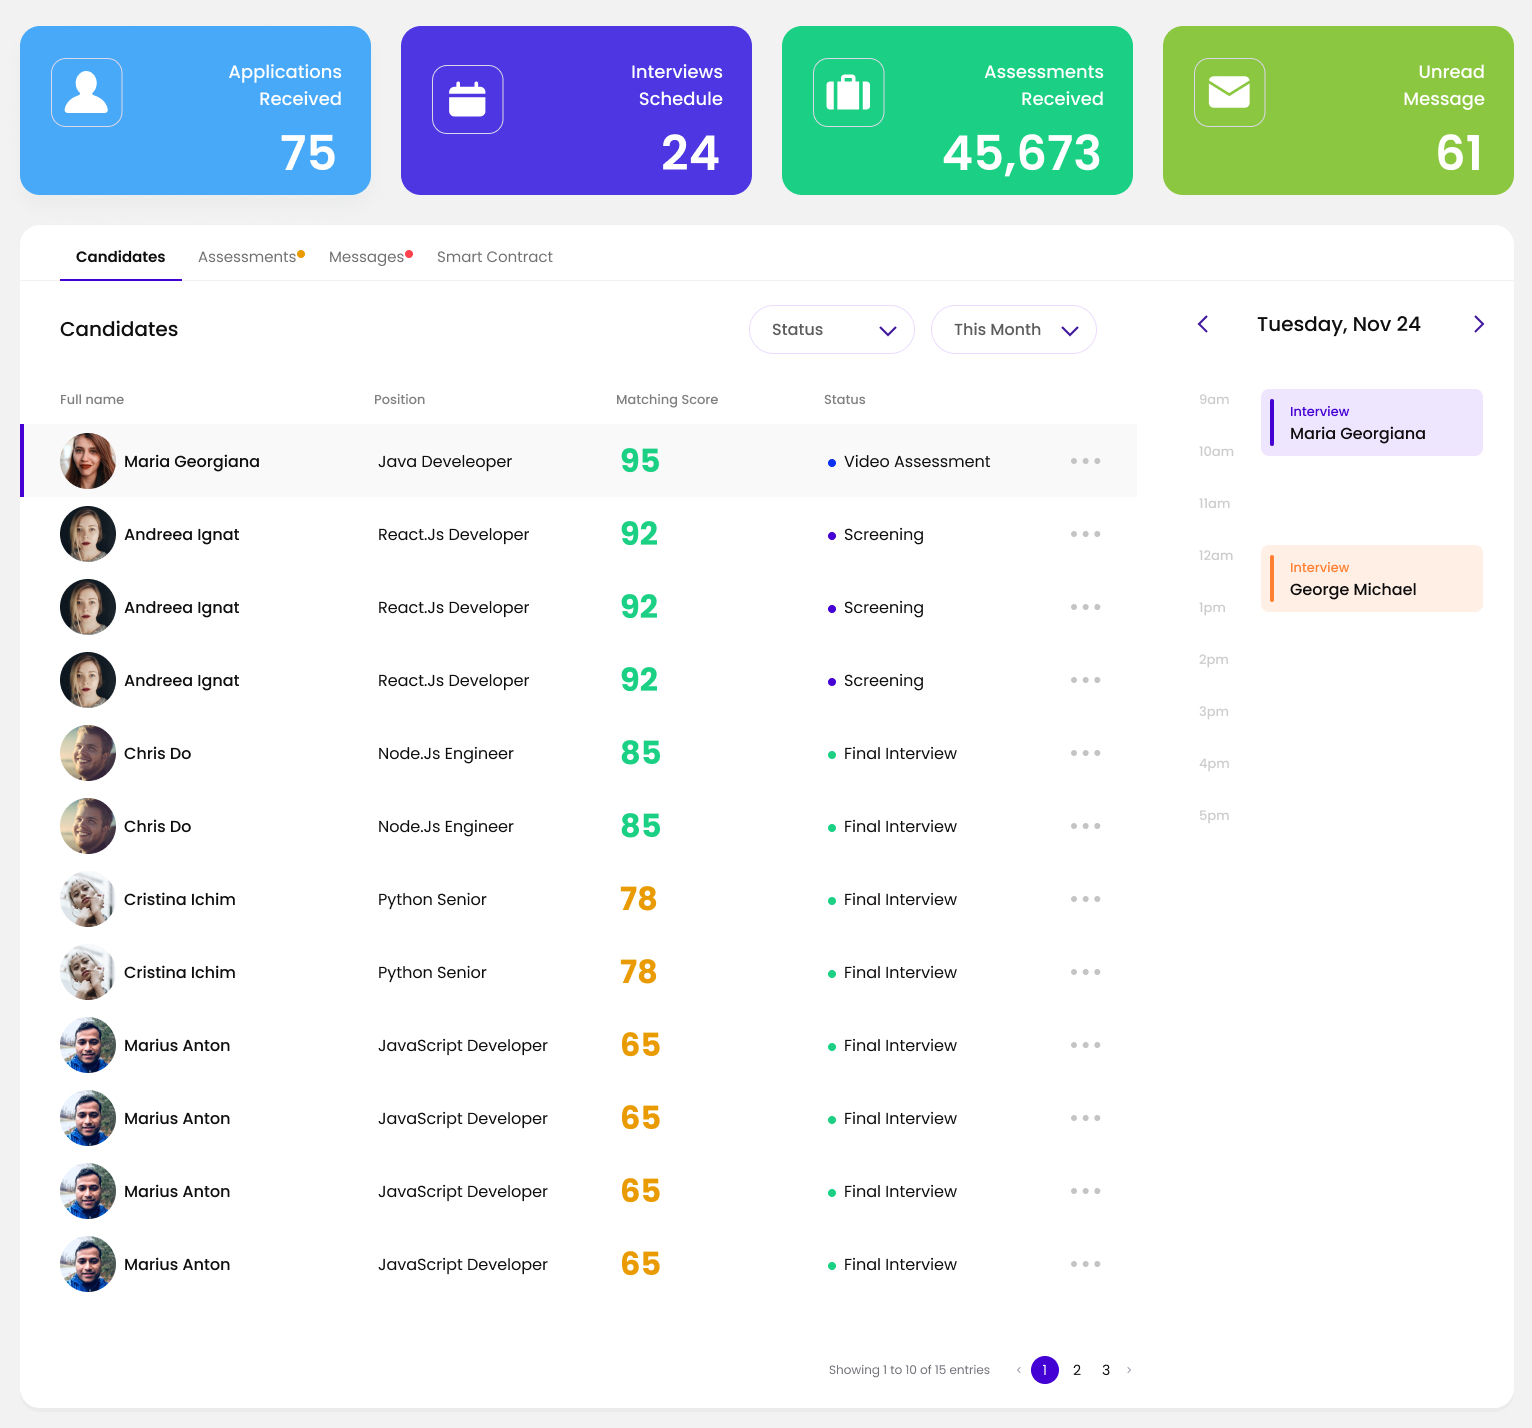 Applications
Received
75
Interviews
Schedule
24
Assessments
Received
45,673
Unread
Message
61
Candidates Assessments Messages Smart Contract
Candidates
Status
This Month
Full name Position Matching Score Status
Maria Georgiana Java Develeoper 95 Video Assessment
Andreea Ignat React.Js Developer 92 Screening
Andreea Ignat React.Js Developer 92 Screening
Andreea Ignat React.Js Developer 92 Screening
Chris Do Node.Js Engineer 85 Final Interview
Chris Do Node.Js Engineer 85 Final Interview
Cristina Ichim Python Senior 78 Final Interview
Cristina Ichim Python Senior 78 Final Interview
Marius Anton JavaScript Developer 65 Final Interview
Marius Anton JavaScript Developer 65 Final Interview
Marius Anton JavaScript Developer 65 Final Interview
Marius Anton JavaScript Developer 65 Final Interview
Showing 1 to 10 of 15 entries < 1 2 3 >
Tuesday, Nov 24
9am
Interview
Maria Georgiana
10am
11am
12am
Interview
George Michael
1pm
2pm
3pm
4pm
5pm